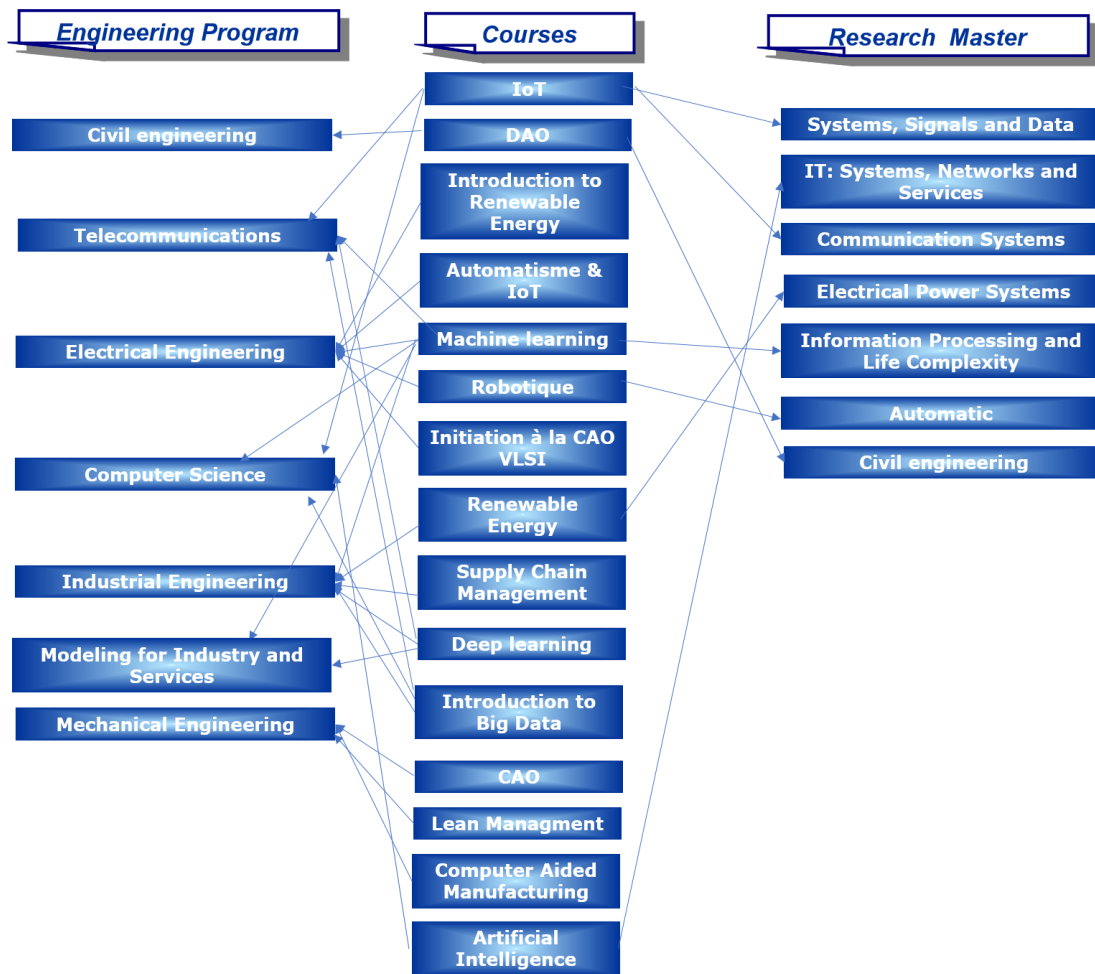 Engineering Program
Courses
Research Master
Civil engineering
Telecommunications
Electrical Engineering
Computer Science
Industrial Engineering
Modeling for Industry and
Services
Mechanical Engineering
IoT
DAO
Introduction to
Renewable
Energy
Automatisme &
IoT
Machine learning
Robotique
Initiation à la CAO
VLSI
Renewable
Energy
Supply Chain
Management
Deep learning
Introduction to
Big Data
CAO
Lean Managment
Computer Aided
Manufacturing
Artificial
Intelligence
Systems, Signals and Data
IT: Systems, Networks and
Services
Communication Systems
Electrical Power Systems
Information Processing and
Life Complexity
Automatic
Civil engineering